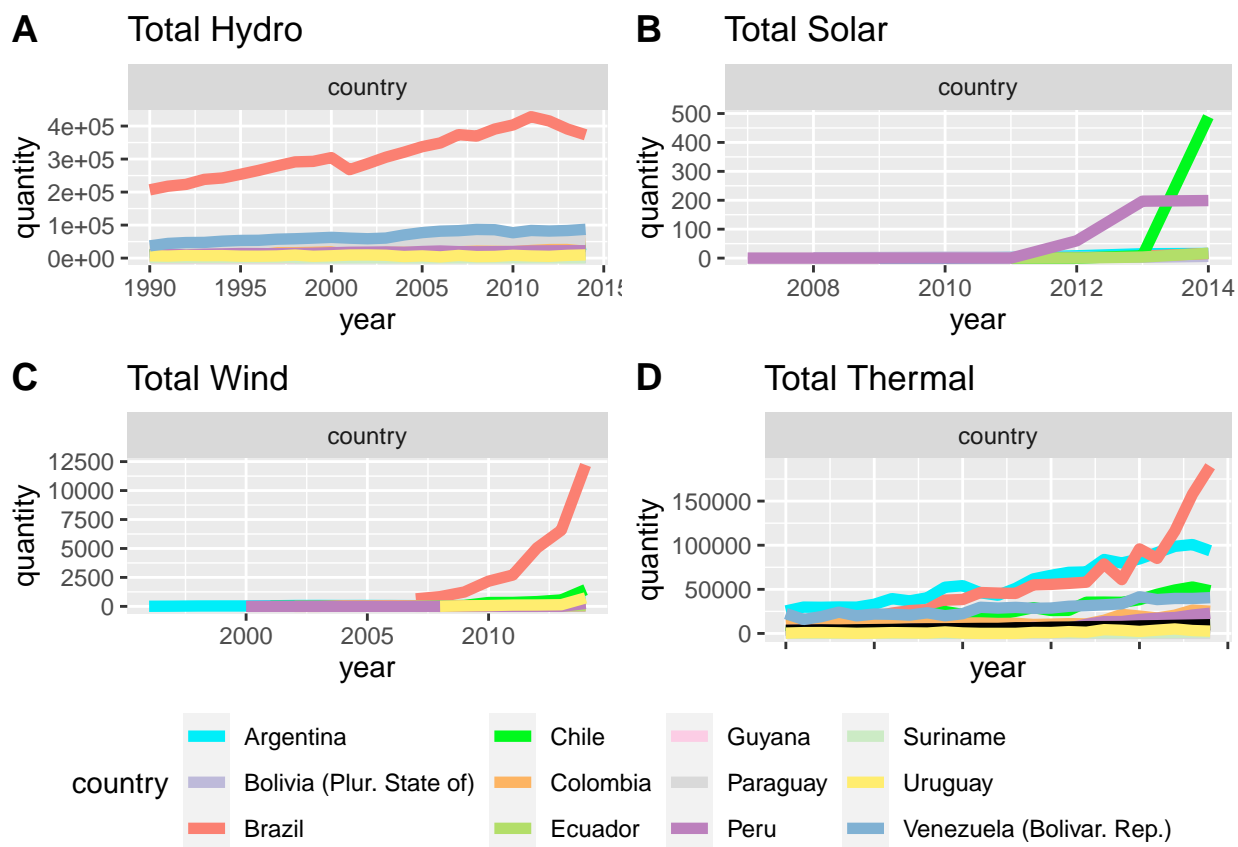 A Total Hydro
country
4e+05
3e+05
2e+05
1e+05
0e+00
quantity
1990 1995 2000 2005 2010 2015
year
B Total Solar
country
500
400
300
200
100
0
quantity
2008 2010 2012 2014
year
C Total Wind
country
12500
10000
7500
5000
2500
0
quantity
2000 2005 2010
year
D Total Thermal
country
150000
100000
50000
0
quantity
year
country
Argentina
Bolivia (Plur. State of)
Brazil
Chile
Colombia
Ecuador
Guyana
Paraguay
Peru
Suriname
Uruguay
Venezuela (Bolivar. Rep.)